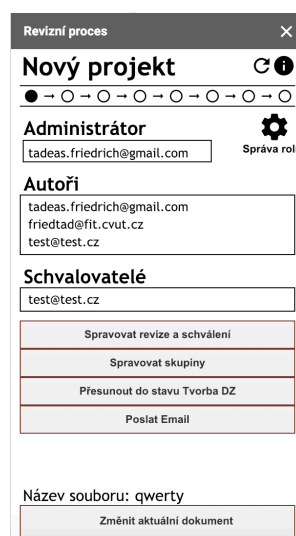 Revizní proces
Nový projekt
Administrátor
tadeas.friedrich@gmail.com
Správa rol
Autoři
tadeas.friedrich@gmail.com
friedtad@fit.cvut.cz
test@test.cz
Schvalovatelé
test@test.cz
Spravovat revize a schválení
Spravovat skupiny
Přesunout do stavu Tvorba DZ
Poslat Email
Název souboru: qwerty
Změnit aktuální dokument